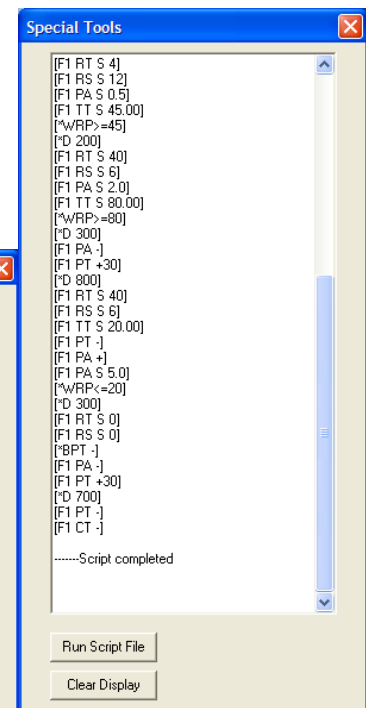 Special Tools
[F1 RT S 4]
[F1 RS S 12]
[F1 PA S 0.5]
[F1 TT S 45.00]
[*WRP>=45]
[*D 200]
[F1 RT S 40]
[F1 RS S 6]
[F1 PA S 2.0]
[F1 TT S 80.00]
[*WRP>=80]
[*D 300]
[F1 PA -]
[F1 PT +30]
[*D 800]
[F1 RT S 40]
[F1 RS S 6]
[F1 TT S 20.00]
[F1 PT -]
[F1 PA +]
[F1 PA S 5.0]
[*WRP<=20]
[*D 300]
[F1 RT S 0]
[F1 RS S 0]
[*BPT -]
[F1 PA -]
[F1 PT +30]
[*D 700]
[F1 PT -]
[F1 CT -]
-------Script completed
Run Script File
Clear Display